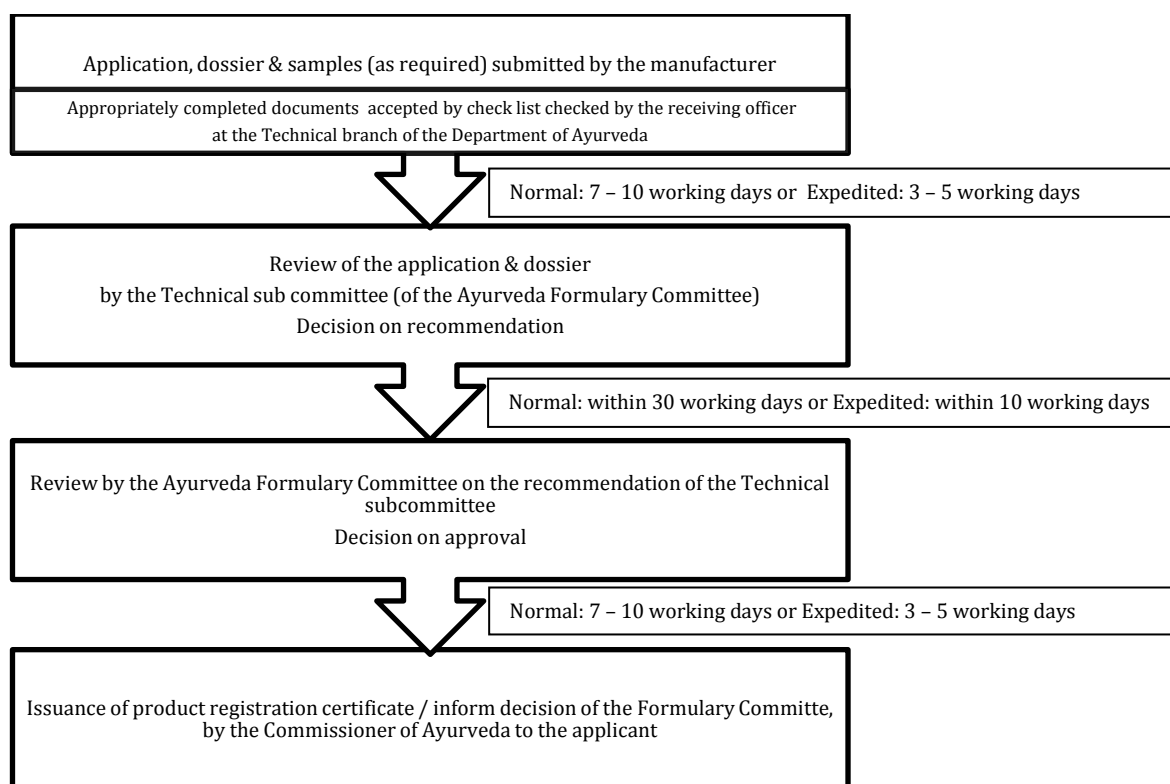 Application, dossier & samples (as required) submitted by the manufacturer
Appropriately completed documents accepted by check list checked by the receiving officer
at the Technical branch of the Department of Ayurveda
Normal: 7 – 10 working days or Expedited: 3 – 5 working days
Review of the application & dossier
by the Technical sub committee (of the Ayurveda Formulary Committee)
Decision on recommendation
Normal: within 30 working days or Expedited: within 10 working days
Review by the Ayurveda Formulary Committee on the recommendation of the Technical
subcommittee
Decision on approval
Normal: 7 – 10 working days or Expedited: 3 – 5 working days
Issuance of product registration certificate / inform decision of the Formulary Committe,
by the Commissioner of Ayurveda to the applicant